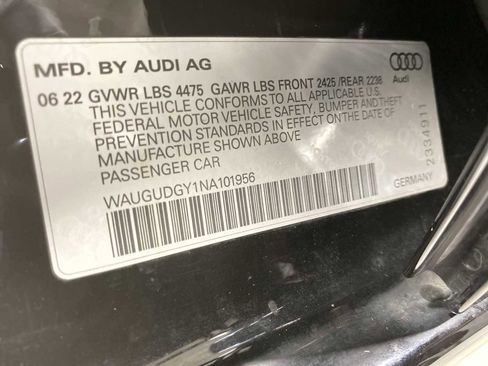 MFD. BY AUDI AG
Audi
06 22 GVWR LBS 4475 GAWR LBS FRONT 2425 /REAR 2238
THIS VEHICLE CONFORMS TO ALL APPLICABLE U.S.
FEDERAL MOTOR VEHICLE SAFETY, BUMPER AND THEFT
PREVENTION STANDARDS IN EFFECT ON THE DATE OF
MANUFACTURE SHOWN ABOVE
PASSENGER CAR
WAUGUDGY1NA101956
GERMANY
2334911